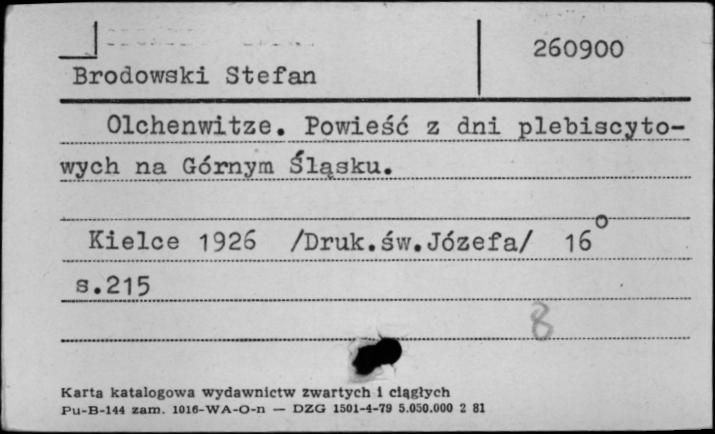 260900
Brodowski Stefan
Olchenwitze. Powieść z dni plebiscyto-
wych na Górnym Śląsku.
Kielce 1926 /Druk.św.Józefa/ 16°
s.215
8
Karta katalogowa wydawnictw zwartych i ciągłych
Pu-B-144 zam. 1016-WA-O-n — DZG 1501-4-79 5.050.000 2 81